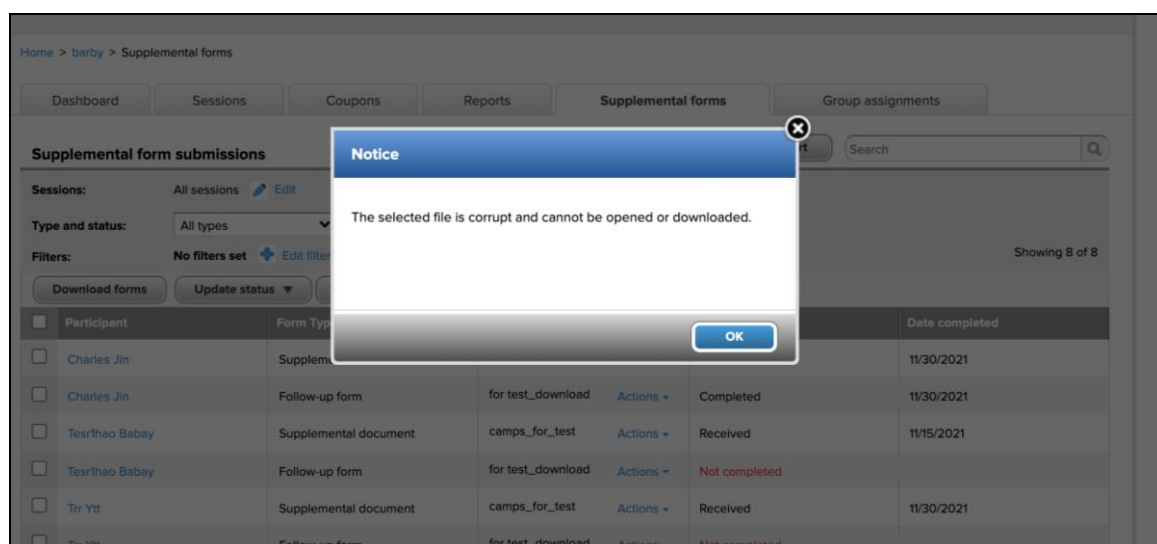 Home > barby > Supplemental forms
Dashboard Sessions Coupons Reports Supplemental forms Group assignments
Supplemental form submissions Search
Notice
Sessions: All sessions Edit
The selected file is corrupt and cannot be opened or downloaded.
Type and status: All types
Filters: No filters set Edit filter Showing 8 of 8
Download forms Update status
OK
Participant Form Typ Date completed
Charles Jin Supplem 11/30/2021
Charles Jin Follow-up form for test_download Actions Completed 11/30/2021
Tesr1hao Babay Supplemental document camps_for_test Actions Received 11/15/2021
Tesr1hao Babay Follow-up form for test_download Actions Not completed
Trr Ytt Supplemental document camps_for_test Actions Received 11/30/2021